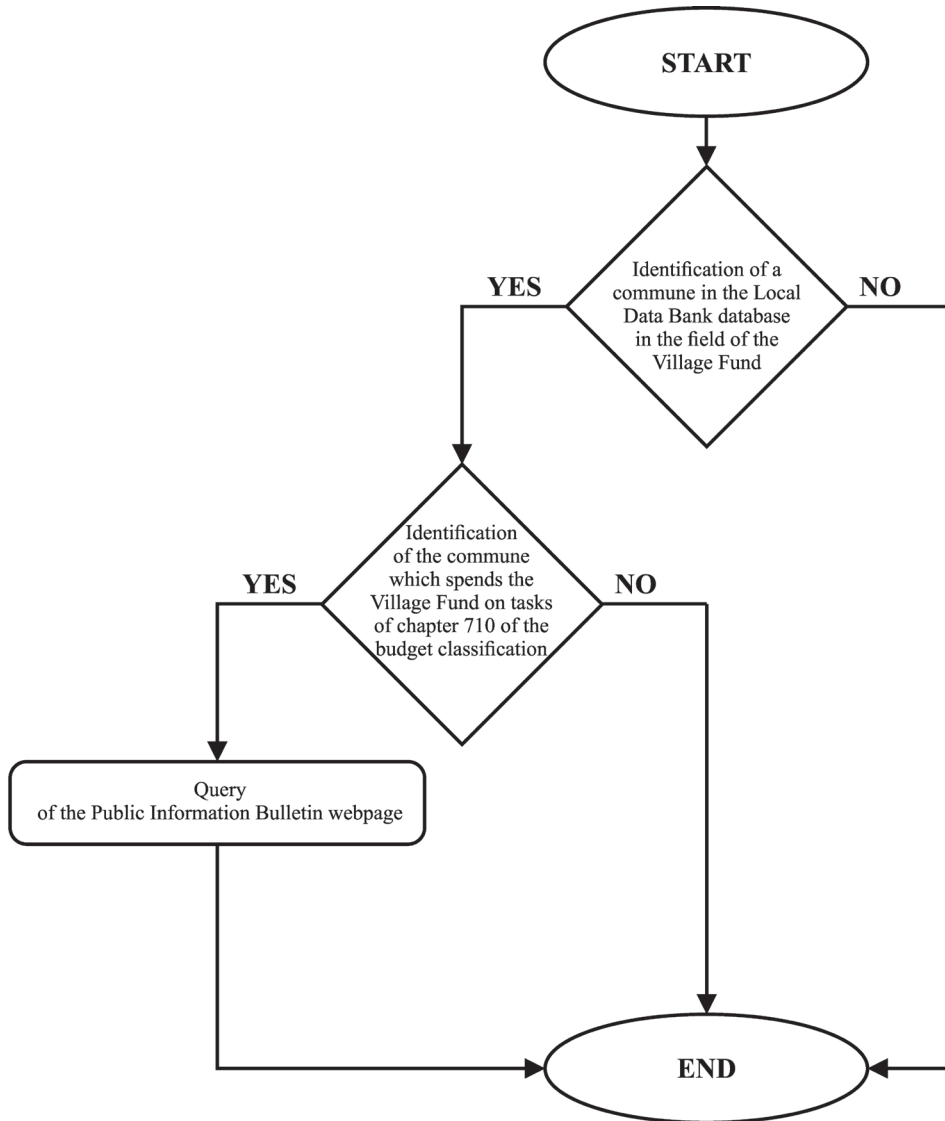 START
Identification of a
commune in the Local
Data Bank database
in the field of the
Village Fund
YES
NO
Identification
of the commune
which spends the
Village Fund on tasks
of chapter 710 of the
budget classification
YES
NO
Query
of the Public Information Bulletin webpage
END